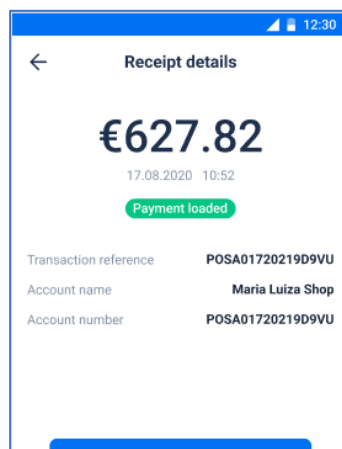 12:30
Receipt details
€627.82
17.08.2020 10:52
Payment loaded
Transaction reference POSA01720219D9VU
Account name Maria Luiza Shop
Account number POSA01720219D9VU